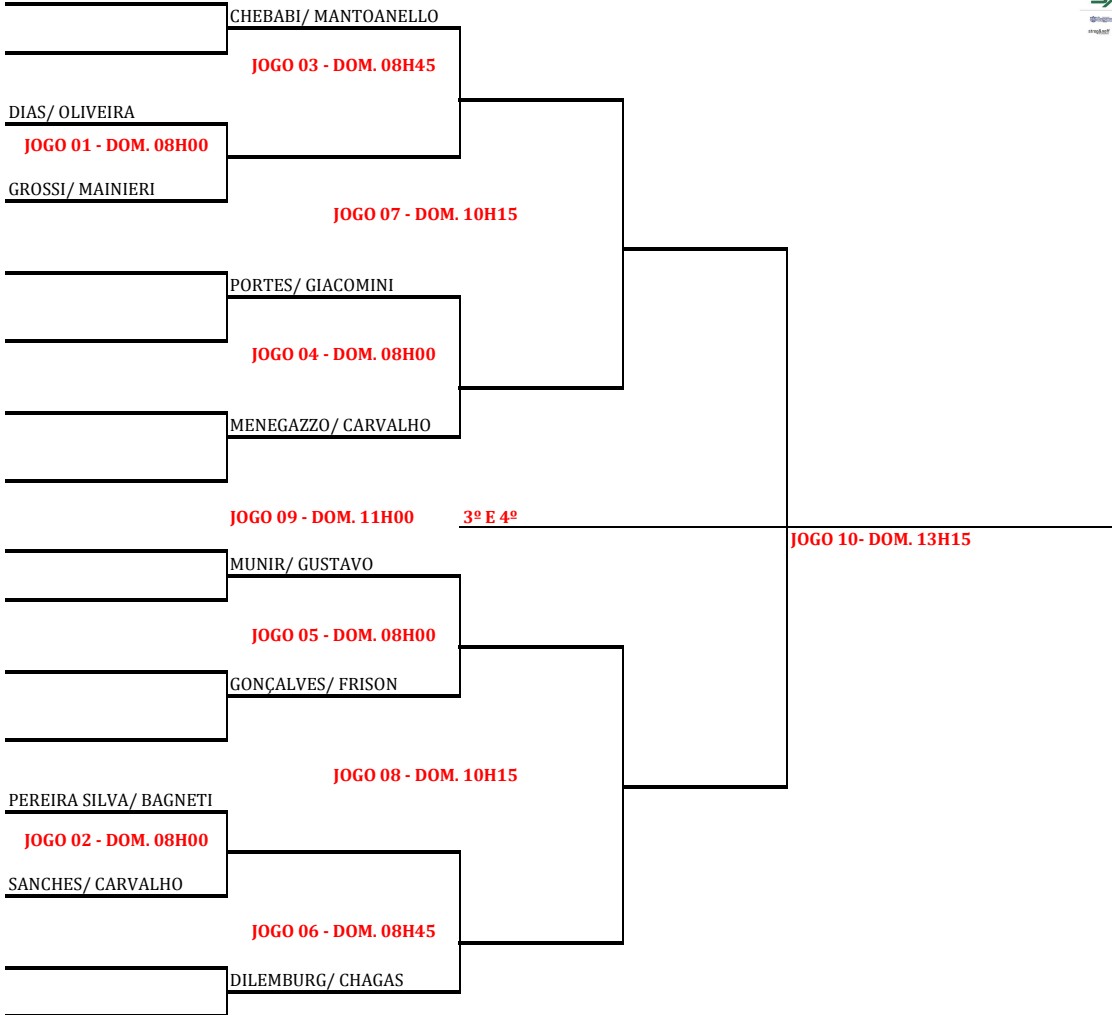 CHEBABI/ MANTOANELLO
JOGO 03 - DOM. 08H45
DIAS/ OLIVEIRA
JOGO 01 - DOM. 08H00
GROSSI/ MAINIERI
JOGO 07 - DOM. 10H15
PORTES/ GIACOMINI
JOGO 04 - DOM. 08H00
MENEGAZZO/ CARVALHO
JOGO 09 - DOM. 11H00 3º E 4º
JOGO 10- DOM. 13H15
MUNIR/ GUSTAVO
JOGO 05 - DOM. 08H00
GONÇALVES/ FRISON
JOGO 08 - DOM. 10H15
PEREIRA SILVA/ BAGNETI
JOGO 02 - DOM. 08H00
SANCHES/ CARVALHO
JOGO 06 - DOM. 08H45
DILEMBURG/ CHAGAS